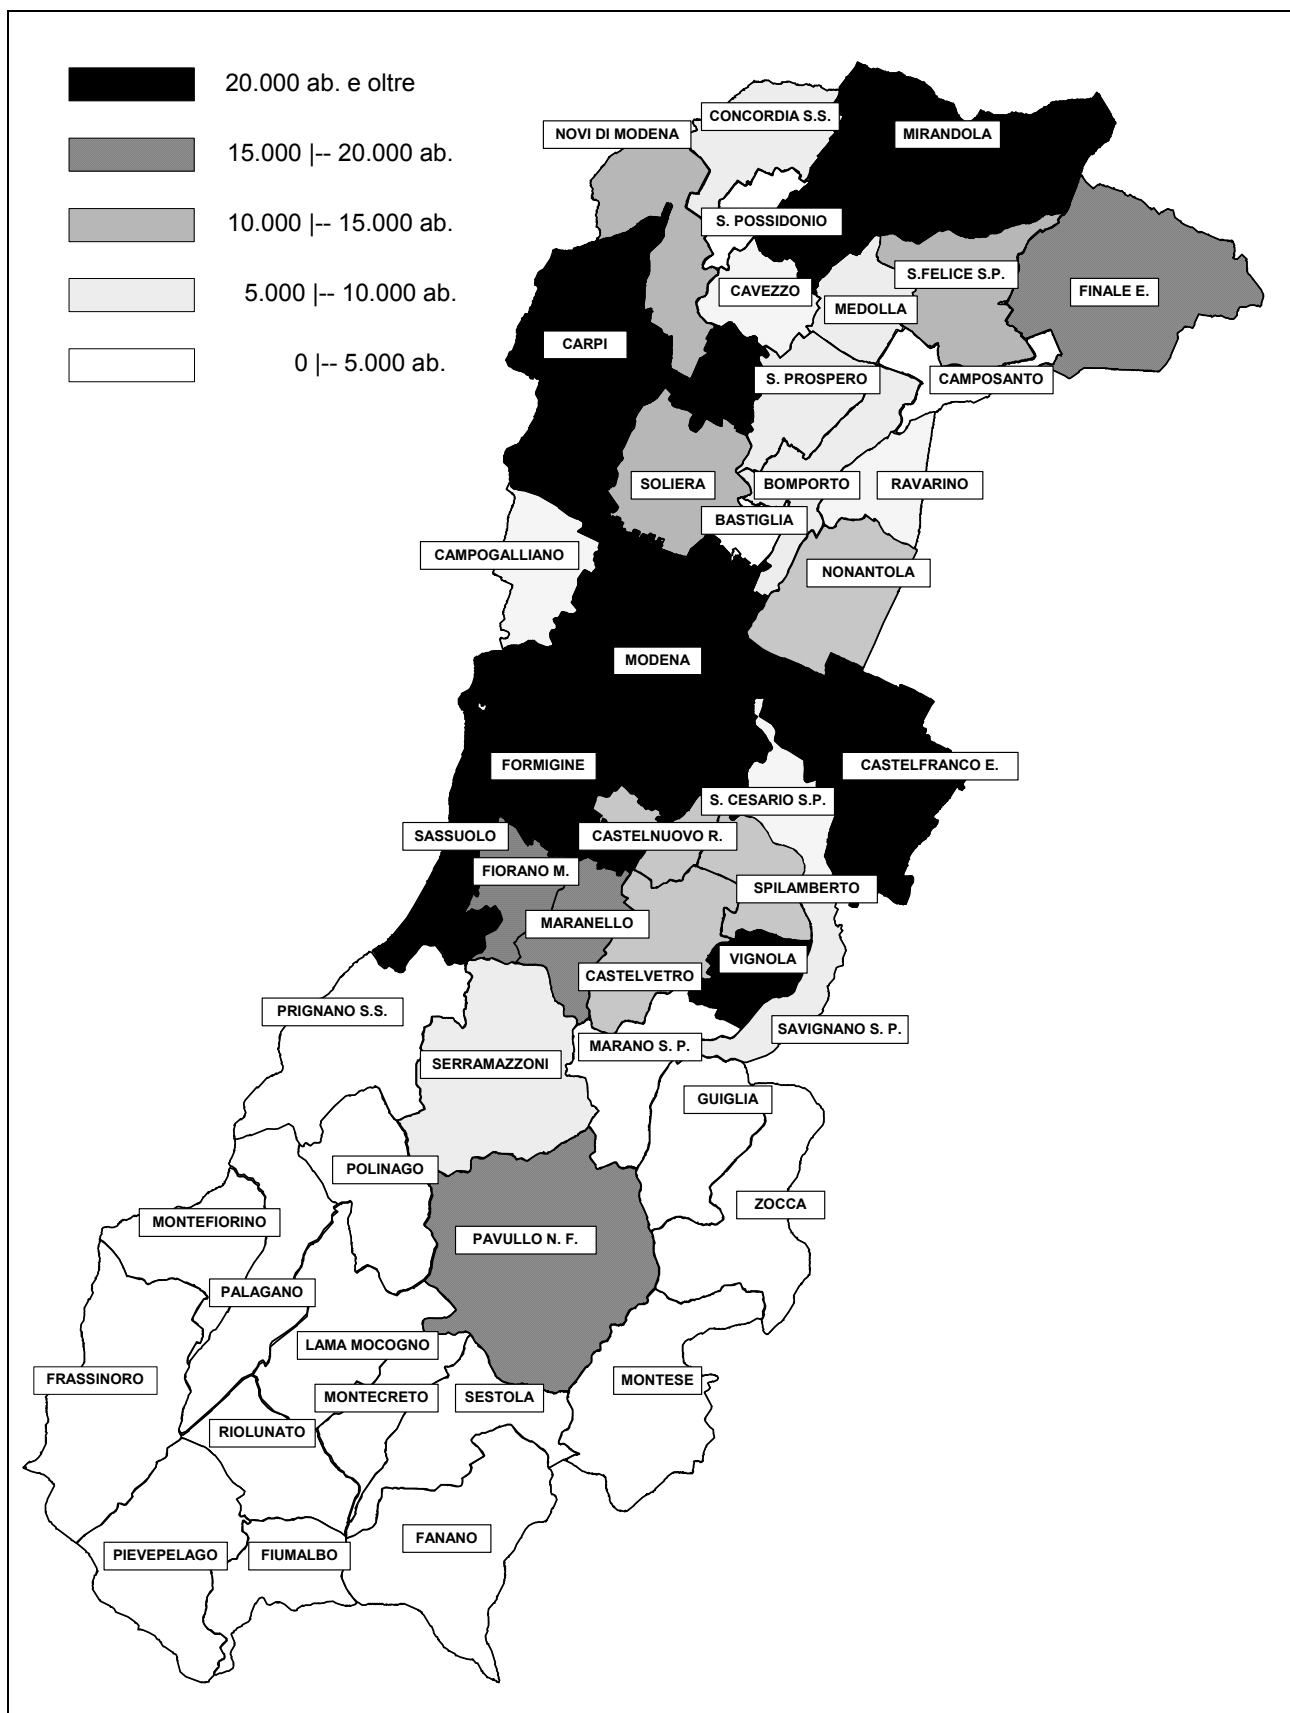 20.000 ab. e oltre
15.000 |-- 20.000 ab.
10.000 |-- 15.000 ab.
5.000 |-- 10.000 ab.
0 |-- 5.000 ab.
CONCORDIA S.S.
NOVI DI MODENA
MIRANDOLA
S. POSSIDONIO
S.FELICE S.P.
CAVEZZO
FINALE E.
MEDOLLA
CARPI
S. PROSPERO
CAMPOSANTO
SOLIERA
BOMPORTO
RAVARINO
BASTIGLIA
CAMPOGALLIANO
NONANTOLA
MODENA
FORMIGINE
CASTELFRANCO E.
S. CESARIO S.P.
SASSUOLO
CASTELNUOVO R.
FIORANO M.
SPILAMBERTO
MARANELLO
VIGNOLA
CASTELVETRO
PRIGNANO S.S.
SAVIGNANO S. P.
MARANO S. P.
SERRAMAZZONI
GUIGLIA
POLINAGO
ZOCCA
MONTEFIORINO
PAVULLO N. F.
PALAGANO
LAMA MOCOGNO
FRASSINORO
MONTESE
MONTECRETO
SESTOLA
RIOLUNATO
FANANO
PIEVEPELAGO
FIUMALBO